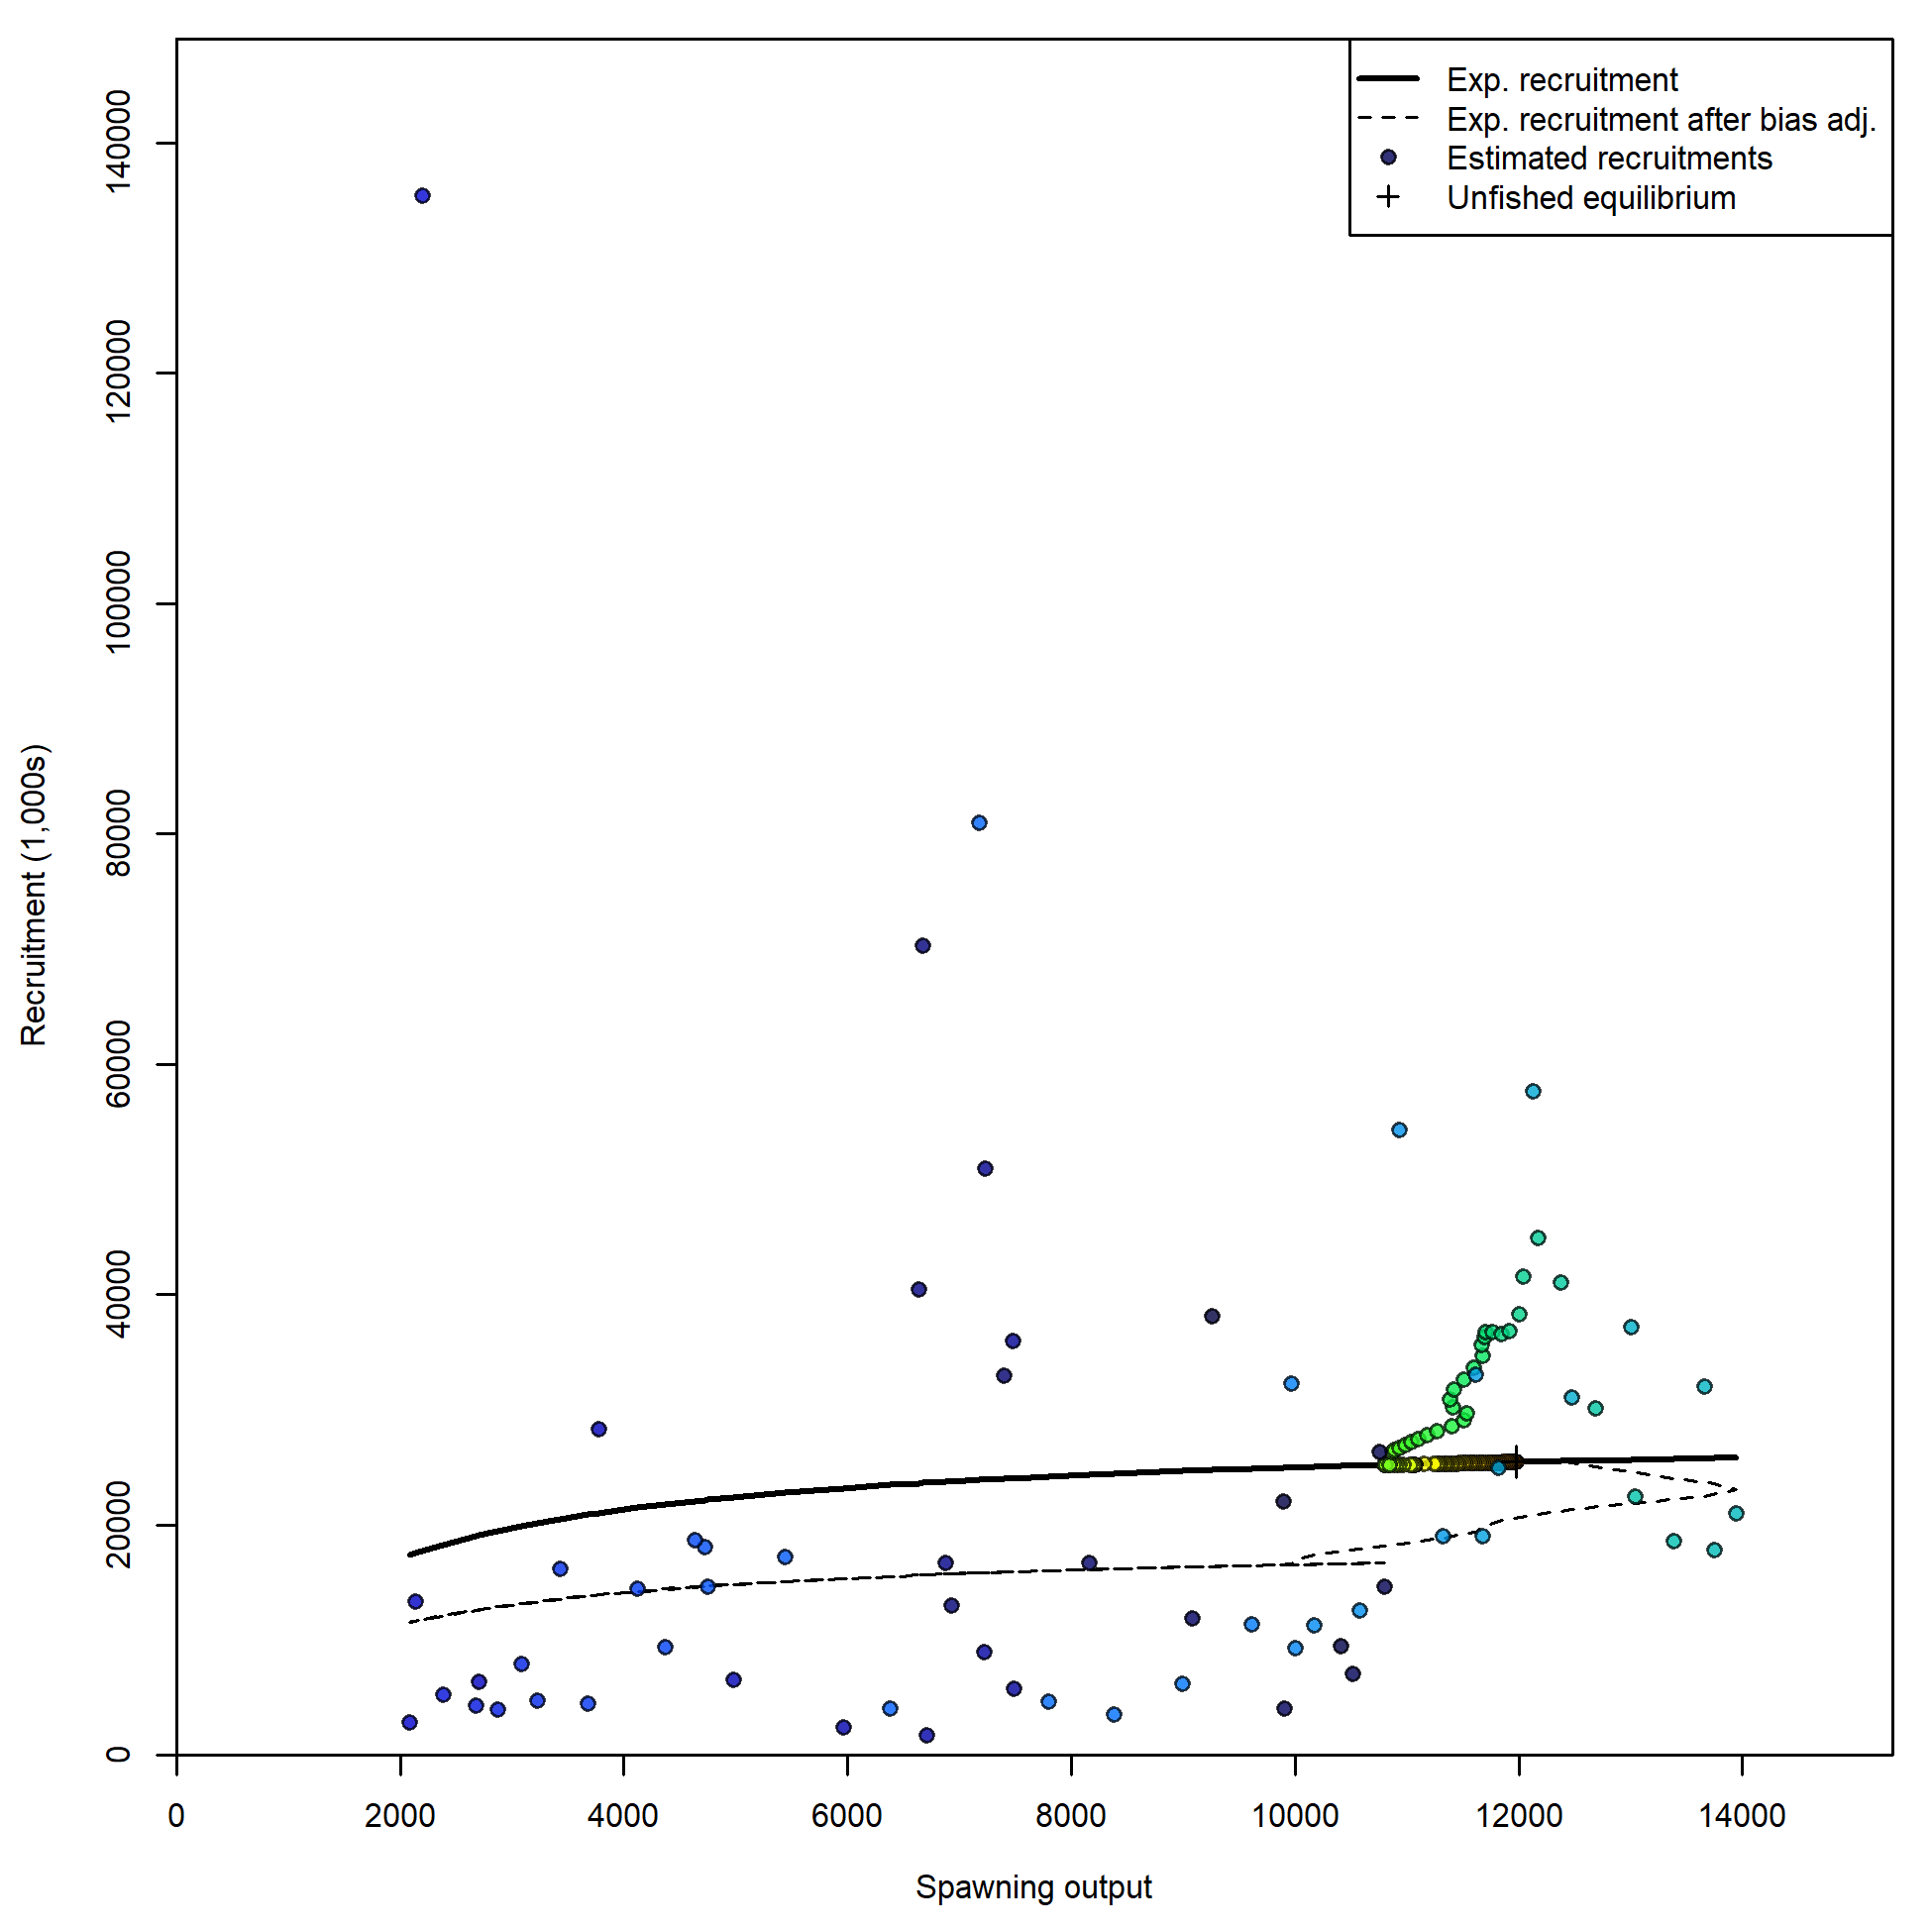 Exp. recruitment
Exp. recruitment after bias adj.
Estimated recruitments
Unfished equilibrium
140000
120000
100000
80000
60000
40000
20000
0
Recruitment (1,000s)
0 2000 4000 6000 8000 10000 12000 14000
Spawning output